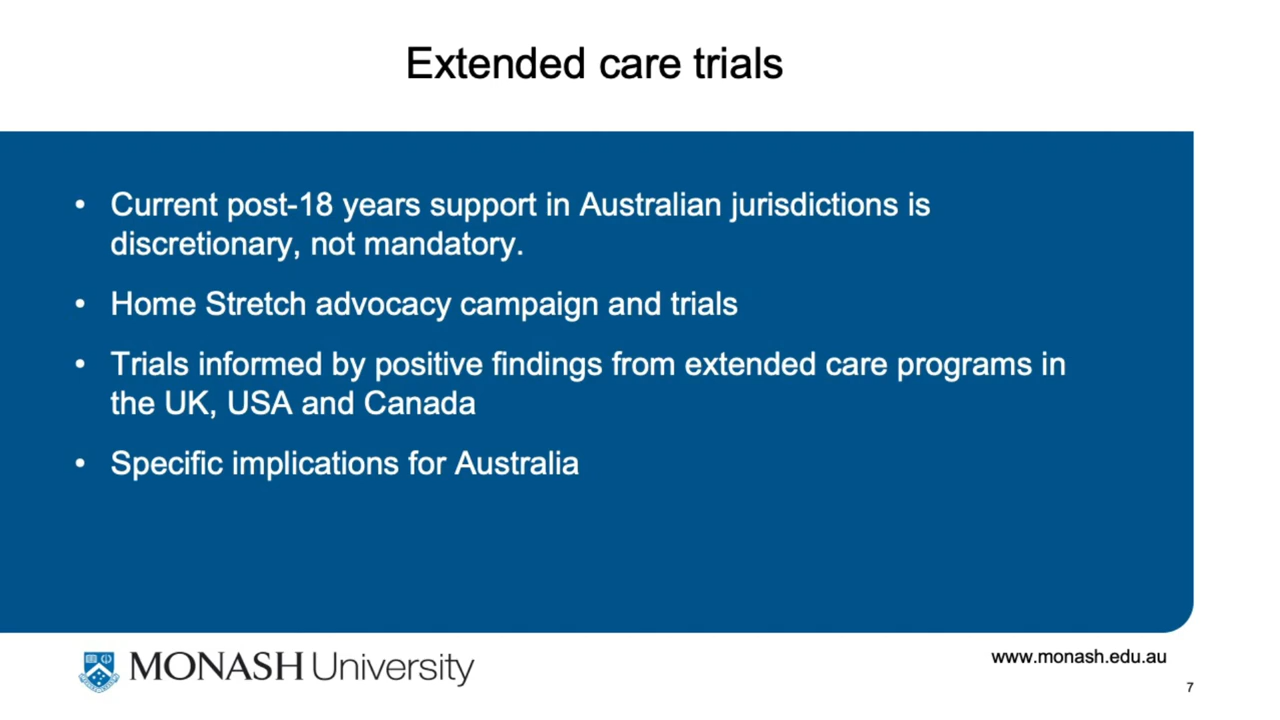 Extended care trials
• Current post-18 years support in Australian jurisdictions is
discretionary, not mandatory.
• Home Stretch advocacy campaign and trials
• Trials informed by positive findings from extended care programs in
the UK, USA and Canada
• Specific implications for Australia
MONASH University
www.monash.edu.au
7